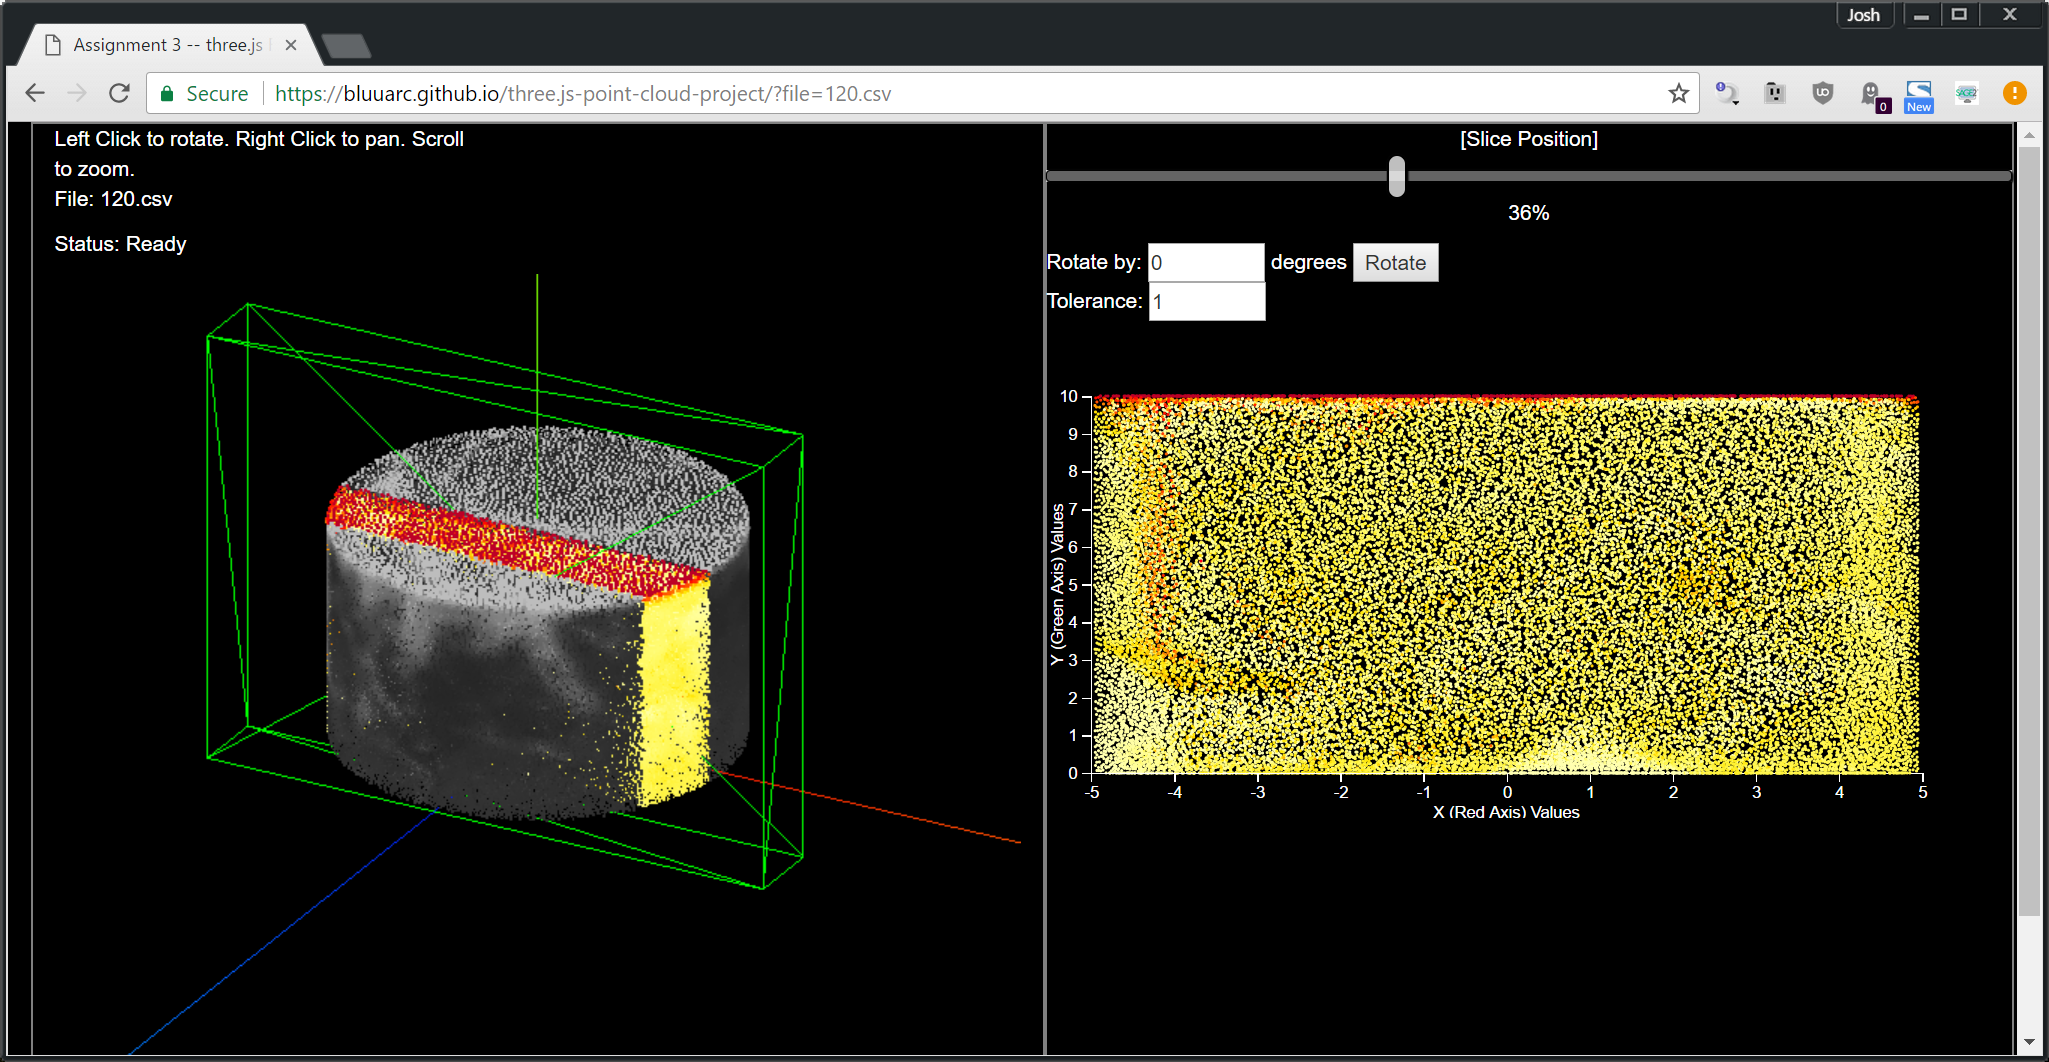 Josh
Assignment 3 -- three.js
Secure
https://bluuarc.github.io/three.js-point-cloud-project/?file=120.csv
0
New
SAGE2
Left Click to rotate. Right Click to pan. Scroll
to zoom.
File: 120.csv
Status: Ready
[Slice Position]
36%
Rotate by: 0 degrees Rotate
Tolerance: 1
10
9
8
7
6
5
4
3
2
1
0
Y (Green Axis) Values
-5 -4 -3 -2 -1 0 1 2 3 4 5
X (Red Axis) Values